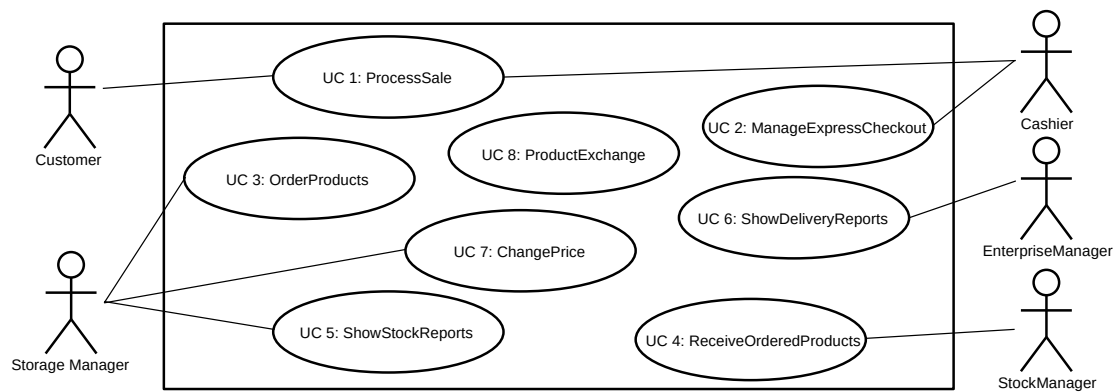 UC 1: ProcessSale
UC 2: ManageExpressCheckout
Cashier
Customer
UC 8: ProductExchange
UC 3: OrderProducts
UC 6: ShowDeliveryReports
UC 7: ChangePrice
EnterpriseManager
UC 5: ShowStockReports
UC 4: ReceiveOrderedProducts
Storage Manager
StockManager